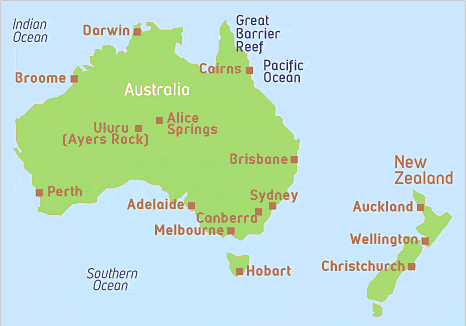 Indian
Ocean
Darwin
Great
Barrier
Reef
Cairns
Pacific
Ocean
Broome
Australia
Alice
Springs
Uluru
(Ayers Rock)
Brisbane
New
Zealand
Perth
Sydney
Adelaide
Canberra
Auckland
Melbourne
Wellington
Christchurch
Hobart
Southern
Ocean